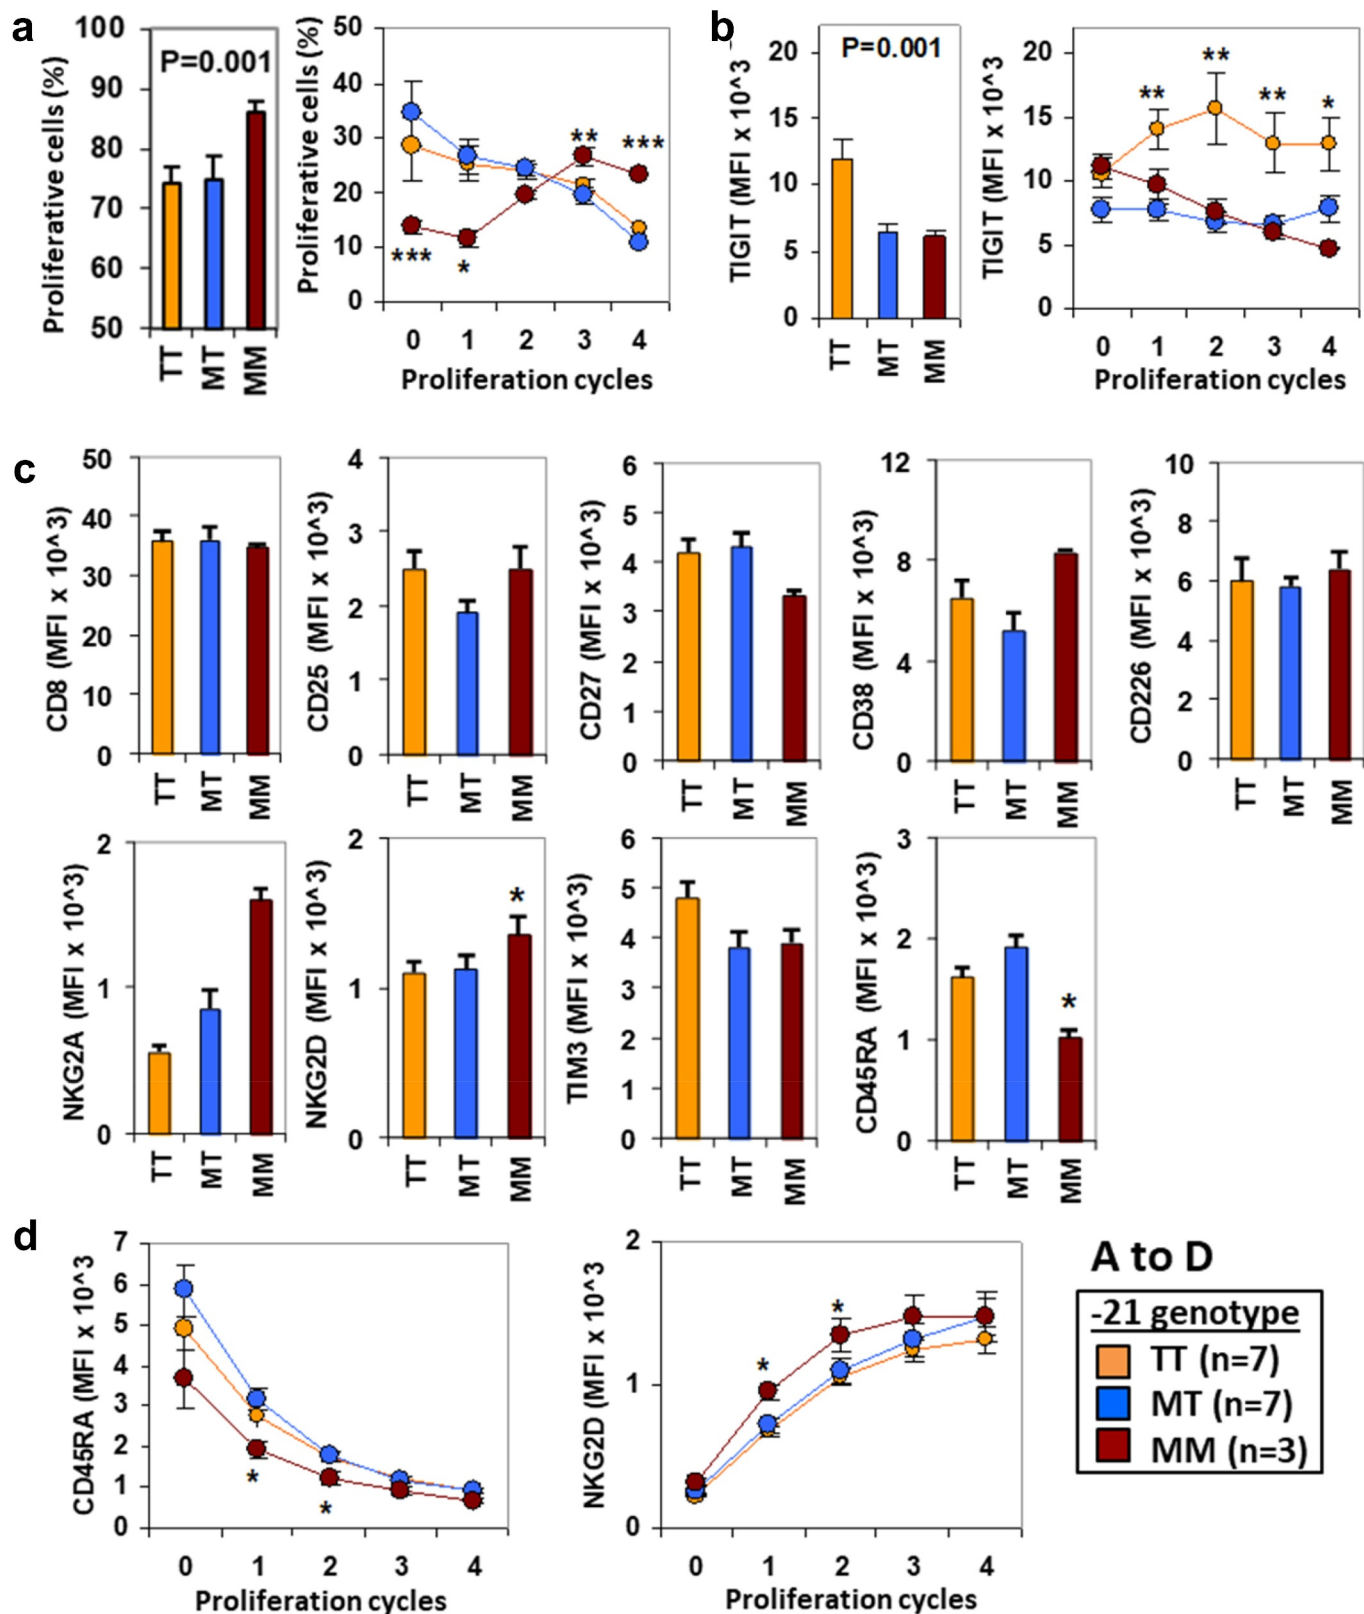 a
Proliferative cells (%)
100
90
80
70
60
50
P=0.001
TT
MT
MM
Proliferative cells (%)
50
40
30
20
10
0
***
*
**
***
0 1 2 3 4
Proliferation cycles
b
TIGIT (MFI x 10^3
20
15
10
5
0
P=0.001
TT
MT
MM
TIGIT (MFI x 10^3
20
15
10
5
0
**
**
**
*
0 1 2 3 4
Proliferation cycles
c
CD8 (MFI x 10^3)
50
40
30
20
10
0
TT
MT
MM
CD25 (MFI x 10^3)
4
3
2
1
0
TT
MT
MM
CD27 (MFI x 10^3)
6
5
4
3
2
1
0
TT
MT
MM
CD38 (MFI x 10^3)
12
8
4
0
TT
MT
MM
CD226 (MFI x 10^3)
10
8
6
4
2
0
TT
MT
MM
NKG2A (MFI x 10^3)
2
1
0
TT
MT
MM
NKG2D (MFI x 10^3)
2
1
0
*
TT
MT
MM
TIM3 (MFI x 10^3)
6
5
4
3
2
1
0
TT
MT
MM
CD45RA (MFI x 10^3)
3
2
1
0
*
TT
MT
MM
d
CD45RA (MFI x 10^3
7
6
5
4
3
2
1
0
*
*
0 1 2 3 4
Proliferation cycles
NKG2D (MFI x 10^3
2
1
0
*
*
0 1 2 3 4
Proliferation cycles
A to D
-21 genotype
TT (n=7)
MT (n=7)
MM (n=3)